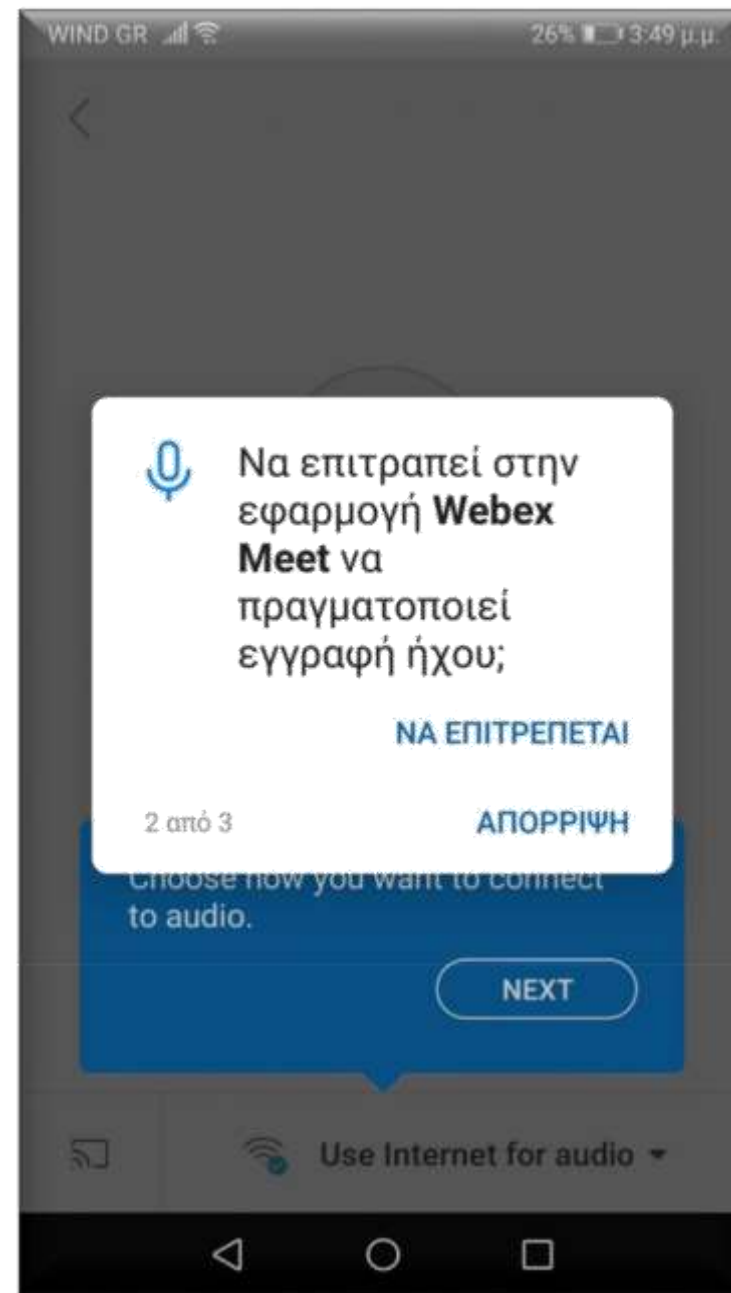 WIND GR 26% 3:49 μ.μ.
Να επιτραπεί στην
εφαρμογή Webex
Meet να
πραγματοποιεί
εγγραφή ήχου;
ΝΑ ΕΠΙΤΡΕΠΕΤΑΙ
2 από 3 ΑΠΟΡΡΙΨΗ
Choose how you want to connect
to audio.
NEXT
Use Internet for audio